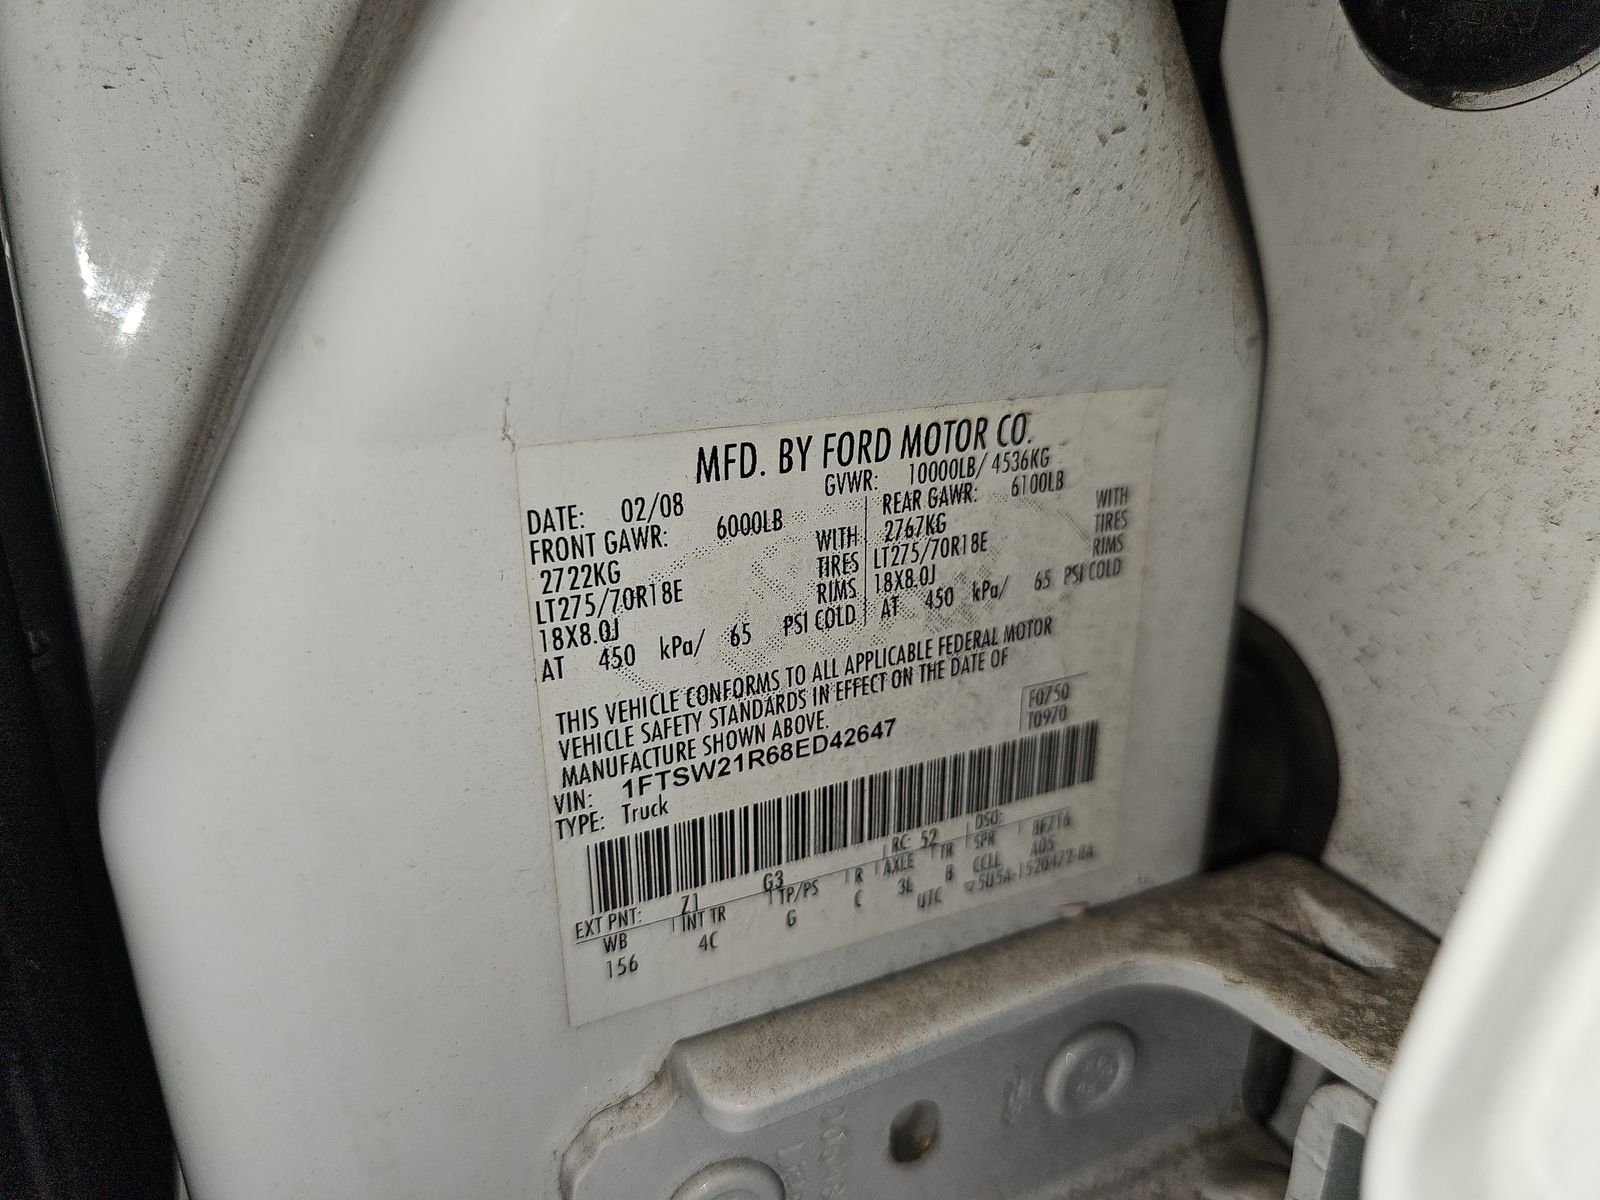 MFD. BY FORD MOTOR CO.
DATE: 02/08 GVWR: 10000LB/ 4536KG
FRONT GAWR: 6000LB REAR GAWR: 6100LB
2722KG WITH 2767KG WITH
LT275/70R18E TIRES LT275/70R18E TIRES
18X8.0J RIMS 18X8.0J RIMS
AT 450 kPa/ 65 PSI COLD AT 450 kPa/ 65 PSI COLD
THIS VEHICLE CONFORMS TO ALL APPLICABLE FEDERAL MOTOR
VEHICLE SAFETY STANDARDS IN EFFECT ON THE DATE OF
MANUFACTURE SHOWN ABOVE.
F0750
T0970
VIN: 1FTSW21R68ED42647
TYPE: Truck
G3
EXT PNT: Z1 RC: 52 DSO:
WB INT TR TP/PS R AXLE TR SPR
156 4C G C 3L B
UTC